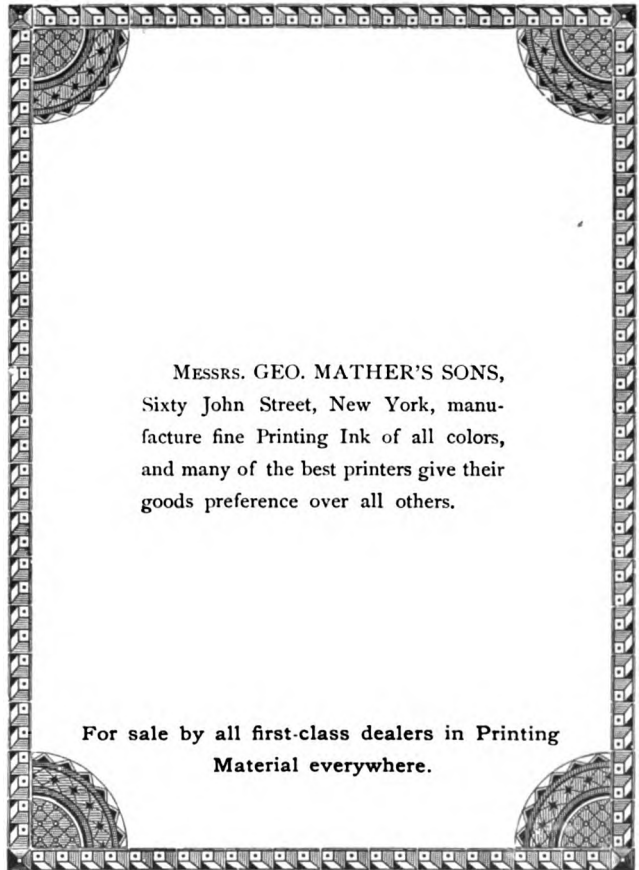 Messrs. GEO. MATHER'S SONS,
Sixty John Street, New York, manu-
facture fine Printing Ink of all colors,
and many of the best printers give their
goods preference over all others.
For sale by all first-class dealers in Printing
Material everywhere.